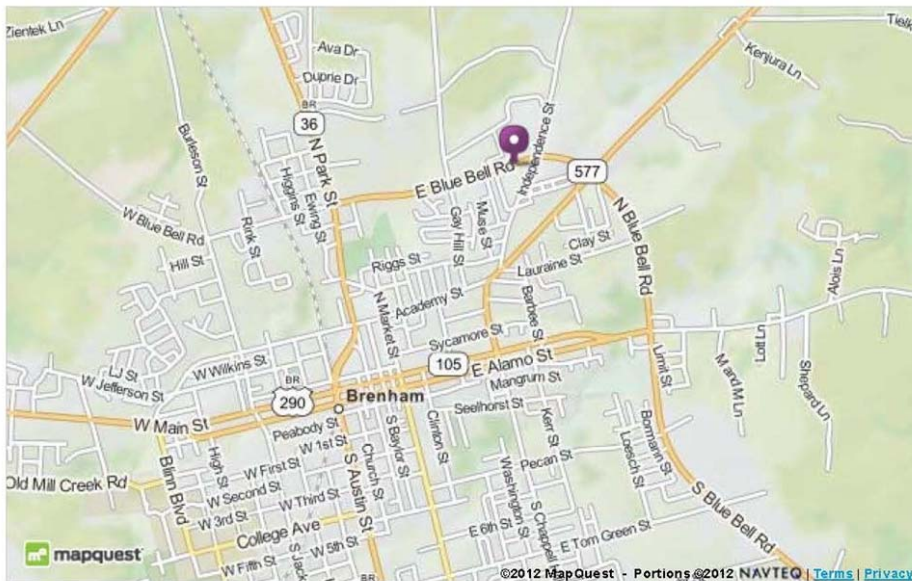 Zientek Ln
Ava Dr
Duprie Dr
BR
36
N Park St
Burleson St
Kenjura Ln
Independence St
E Blue Bell Rd
577
N Blue Bell Rd
Higgins St
Ewing St
Rink St
W Blue Bell Rd
Hill St
Gay Hill St
Muse St
Clay St
Lauraine St
Riggs St
Academy St
N Market St
Barbee St
Alois Ln
Sycamore St
105
E Alamo St
Mangrum St
Seelhorst St
LJ St
W Jefferson St
W Wilkins St
BR
290
Brenham
W Main St
Peabody St
Limit St
M and M Ln
Lott Ln
Shepard Ln
Blinn Blvd
High St
W 1st St
W First St
W Second St
W Third St
W 3rd St
College Ave
W 5th St
W Fifth St
Old Mill Creek Rd
S Austin St
Church St
S Baylor St
Clinton St
Kerr St
Pecan St
Washington St
S Chappell
E 6th St
E Tom Green St
Loesch St
Bormann St
S Blue Bell Rd
mapquest
©2012 MapQuest - Portions ©2012 NAVTEQ | Terms | Privacy